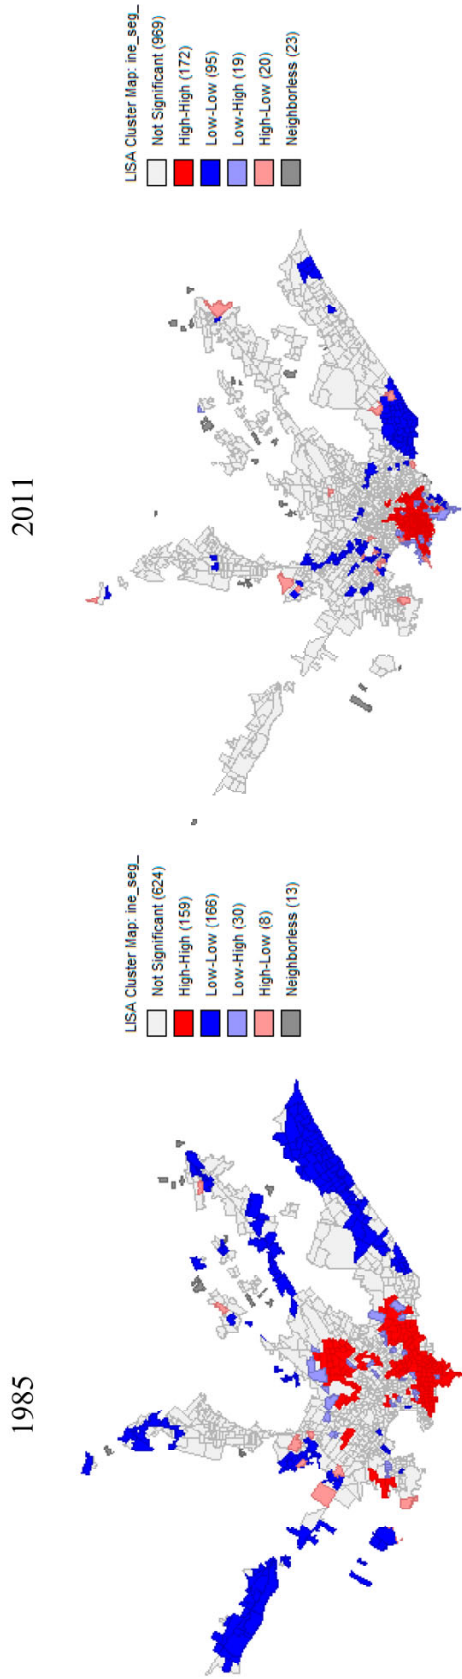 1985
LISA Cluster Map: ine_seg_
Not Significant (624)
High-High (159)
Low-Low (166)
Low-High (30)
High-Low (8)
Neighborless (13)
2011
LISA Cluster Map: ine_seg_
Not Significant (969)
High-High (172)
Low-Low (95)
Low-High (19)
High-Low (20)
Neighborless (23)